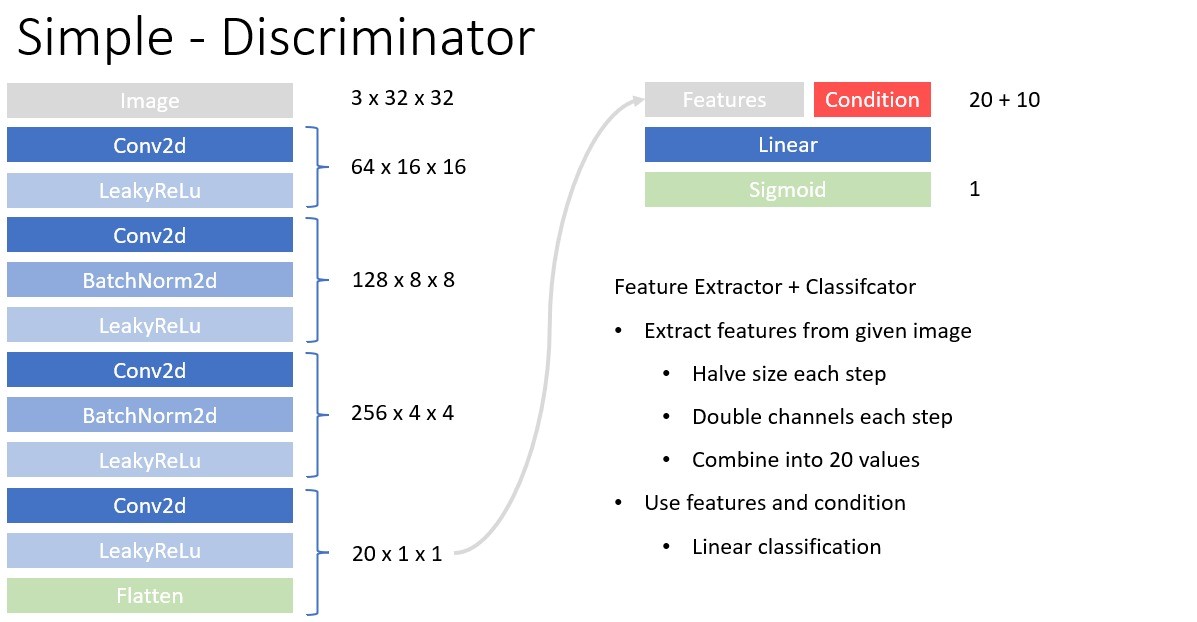 Simple - Discriminator
Image
3 x 32 x 32
Conv2d
LeakyReLu
64 x 16 x 16
Conv2d
BatchNorm2d
LeakyReLu
128 x 8 x 8
Conv2d
BatchNorm2d
LeakyReLu
256 x 4 x 4
Conv2d
LeakyReLu
Flatten
20 x 1 x 1
Features Condition 20 + 10
Linear
Sigmoid 1
Feature Extractor + Classifcator
• Extract features from given image
• Halve size each step
• Double channels each step
• Combine into 20 values
• Use features and condition
• Linear classification